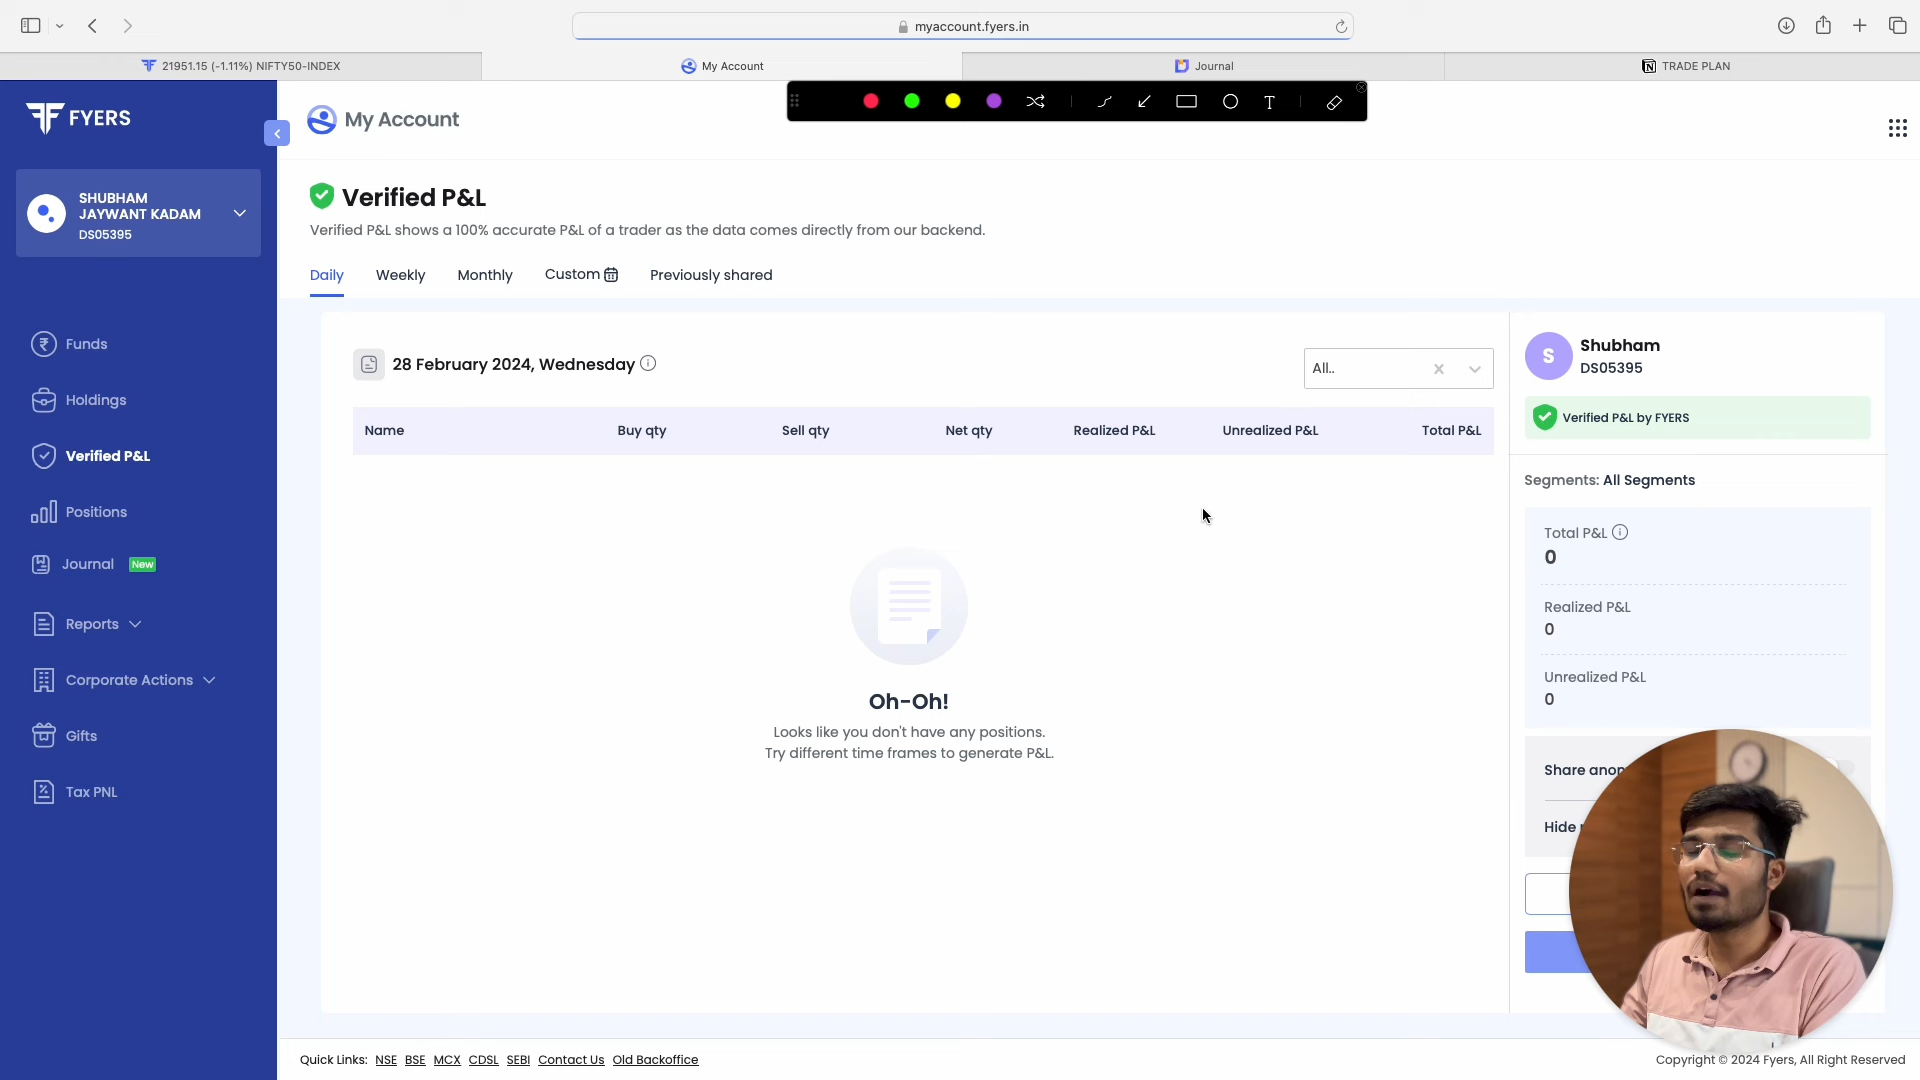 myaccount.fyers.in
21951.15 (-1.11%) NIFTY50-INDEX
My Account
Journal
TRADE PLAN
T
FYERS
My Account
SHUBHAM
JAYWANT KADAM
DS05395
Verified P&L
Verified P&L shows a 100% accurate P&L of a trader as the data comes directly from our backend.
Daily Weekly Monthly Custom Previously shared
Funds
Holdings
Verified P&L
Positions
Journal New
Reports
Corporate Actions
Gifts
Tax PNL
28 February 2024, Wednesday
All..
Name Buy qty Sell qty Net qty Realized P&L Unrealized P&L Total P&L
Oh-Oh!
Looks like you don't have any positions.
Try different time frames to generate P&L.
S
Shubham
DS05395
Verified P&L by FYERS
Segments: All Segments
Total P&L
0
Realized P&L
0
Unrealized P&L
0
Share
Hide
Quick Links: NSE BSE MCX CDSL SEBI Contact Us Old Backoffice
Copyright © 2024 Fyers, All Right Reserved